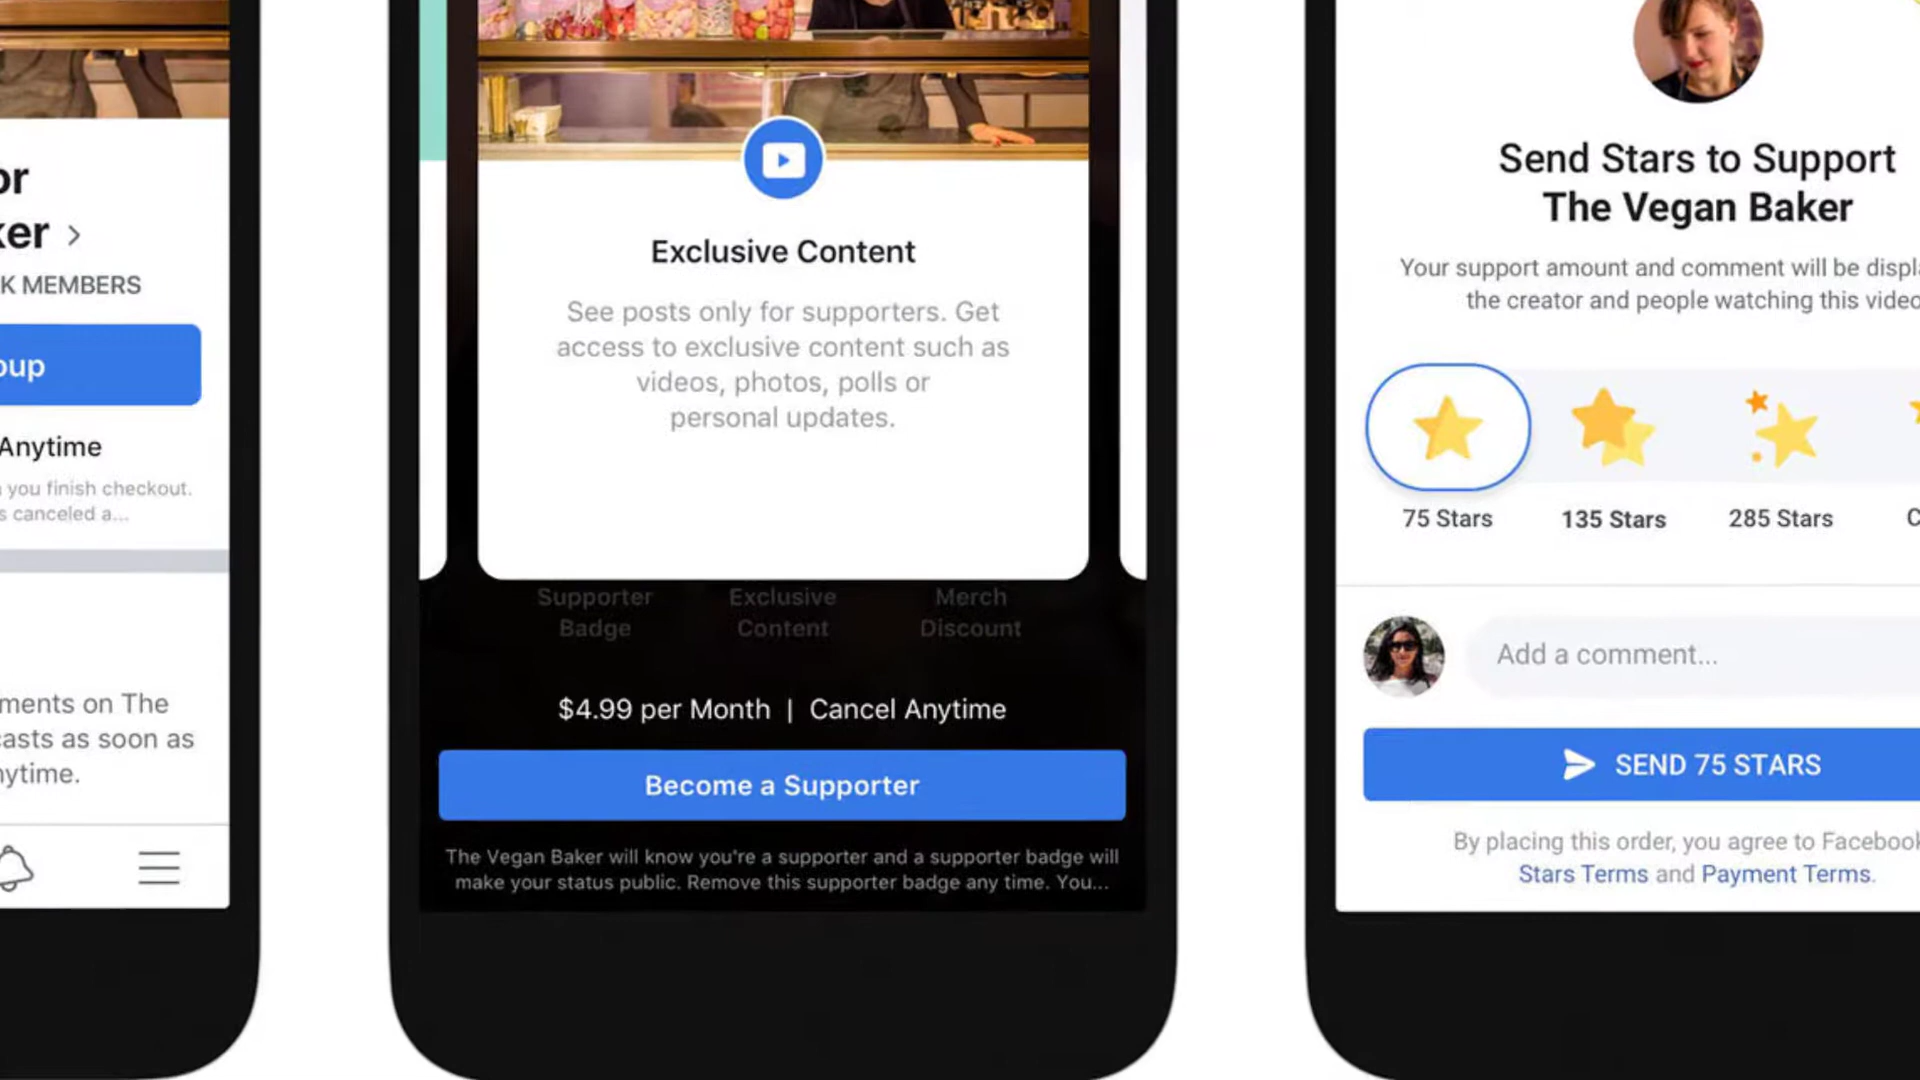 or
ker >
K MEMBERS
oup
Anytime
you finish checkout.
s canceled a...
ments on The
casts as soon as
nytime.
Exclusive Content
See posts only for supporters. Get
access to exclusive content such as
videos, photos, polls or
personal updates.
Supporter
Badge
Exclusive
Content
Merch
Discount
$4.99 per Month | Cancel Anytime
Become a Supporter
The Vegan Baker will know you're a supporter and a supporter badge will
make your status public. Remove this supporter badge any time. You...
Send Stars to Support
The Vegan Baker
Your support amount and comment will be displa
the creator and people watching this video
75 Stars
135 Stars
285 Stars
C
Add a comment...
SEND 75 STARS
By placing this order, you agree to Facebook
Stars Terms and Payment Terms.